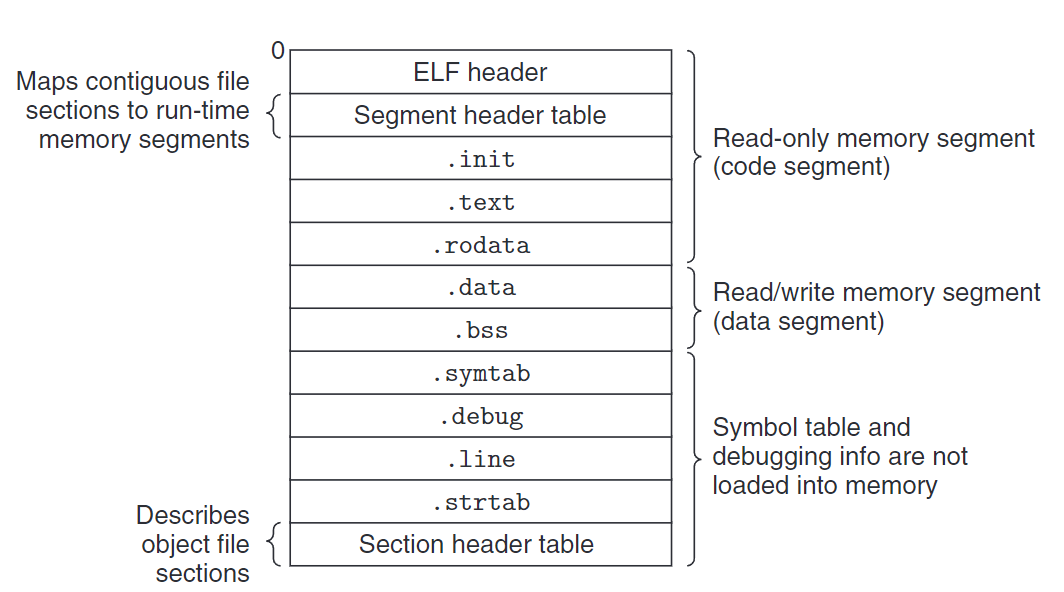 0
ELF header
Maps contiguous file
sections to run-time
memory segments
Segment header table
.init
.text
.rodata
Read-only memory segment
(code segment)
.data
.bss
Read/write memory segment
(data segment)
.symtab
.debug
.line
.strtab
Symbol table and
debugging info are not
loaded into memory
Describes
object file
sections
Section header table